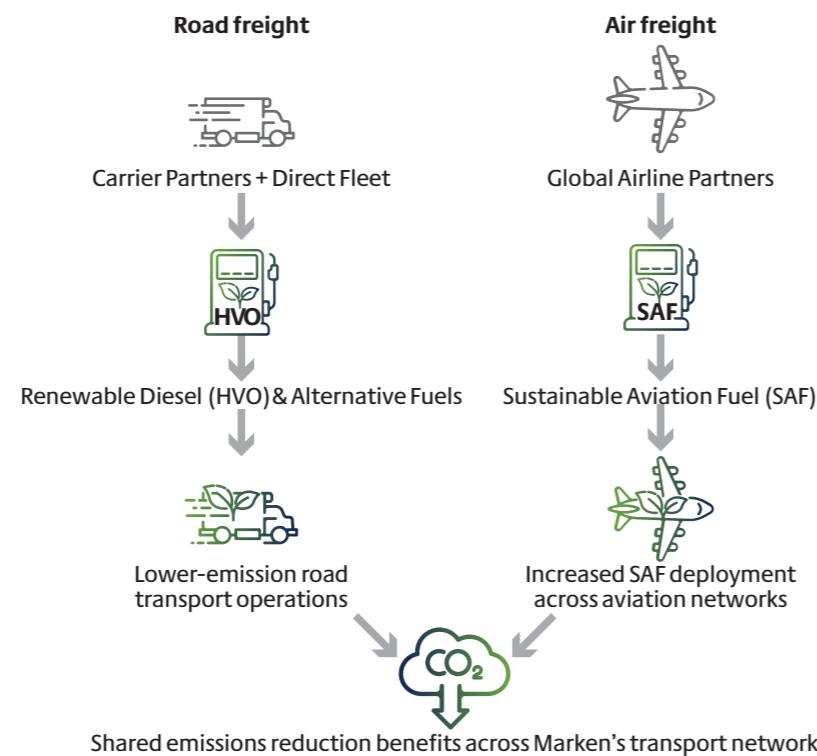 Road freight
Air freight
Carrier Partners + Direct Fleet
Global Airline Partners
HVO
SAF
Renewable Diesel (HVO) & Alternative Fuels
Sustainable Aviation Fuel (SAF)
Lower-emission road
transport operations
Increased SAF deployment
across aviation networks
CO₂
Shared emissions reduction benefits across Marken's transport network